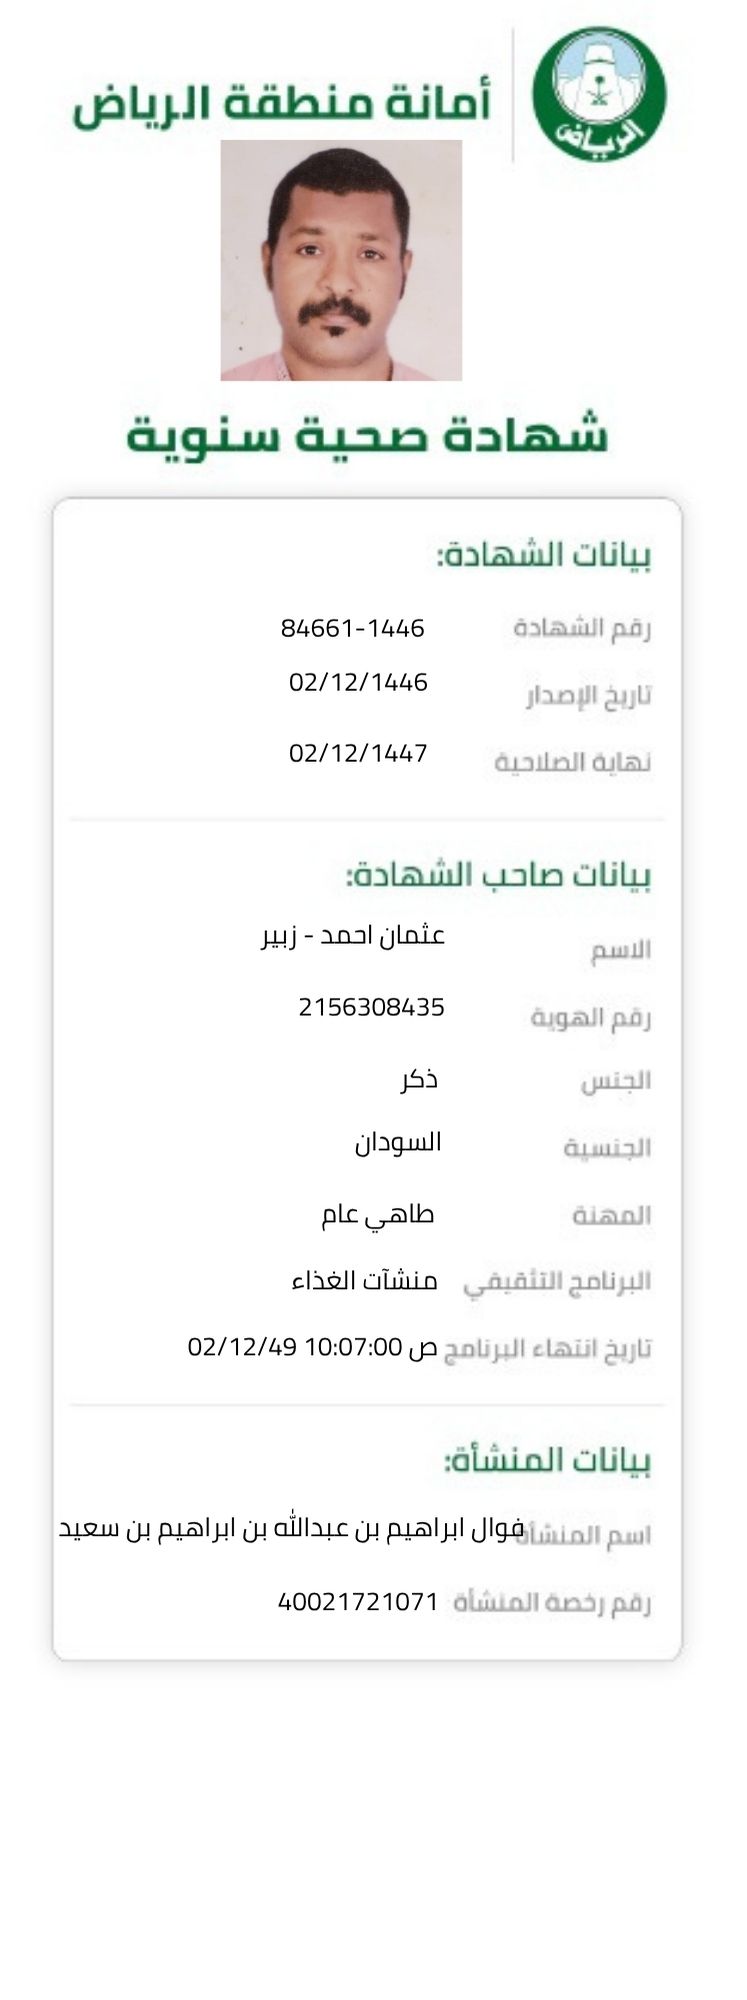 الرياض
أمانة منطقة الرياض
شهادة صحية سنوية
بيانات الشهادة:
رقم الشهادة 84661-1446
تاريخ الإصدار 02/12/1446
نهاية الصلاحية 02/12/1447
بيانات صاحب الشهادة:
الاسم عثمان احمد - زبير
رقم الهوية 2156308435
الجنس ذكر
الجنسية السودان
المهنة طاهي عام
البرنامج التثقيفي منشآت الغذاء
تاريخ انتهاء البرنامج ص 10:07:00 02/12/49
بيانات المنشأة:
اسم المنشأة فوال ابراهيم بن عبدالله بن ابراهيم بن سعيد
رقم رخصة المنشأة 40021721071